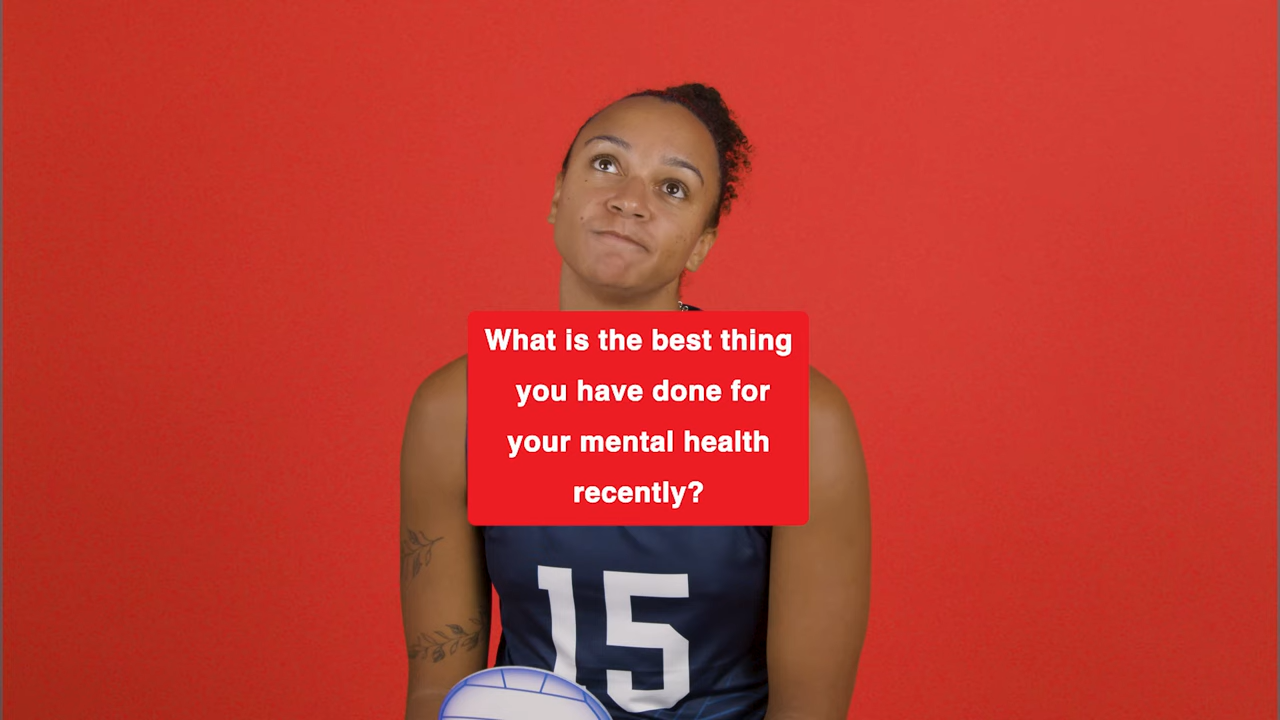 What is the best thing
you have done for
your mental health
recently?
15